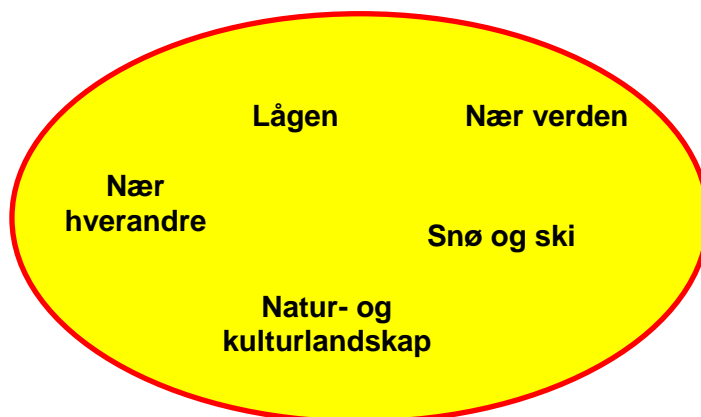 Lågen
Nær verden
Nær
hverandre
Snø og ski
Natur- og
kulturlandskap